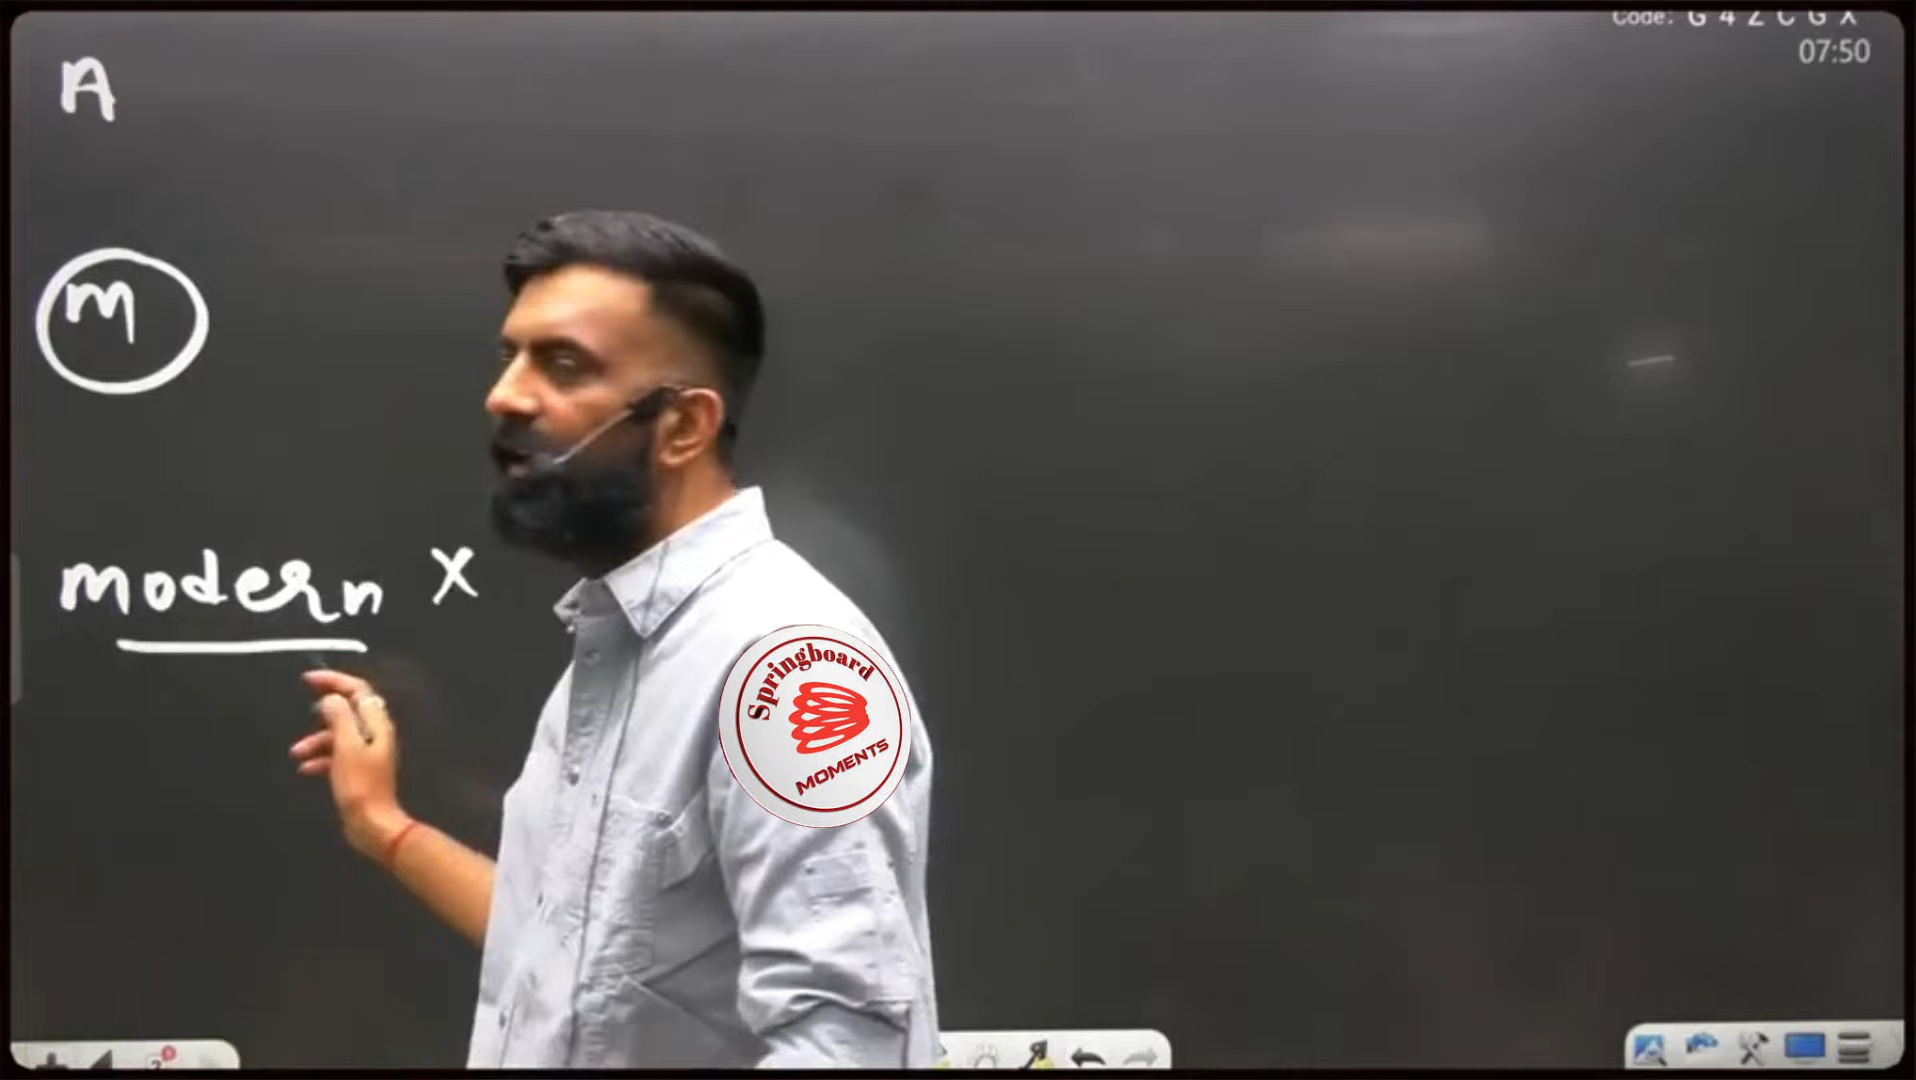 Code: G 4 Z C G X
07:50
A
m
modern X
Springboard
MOMENTS